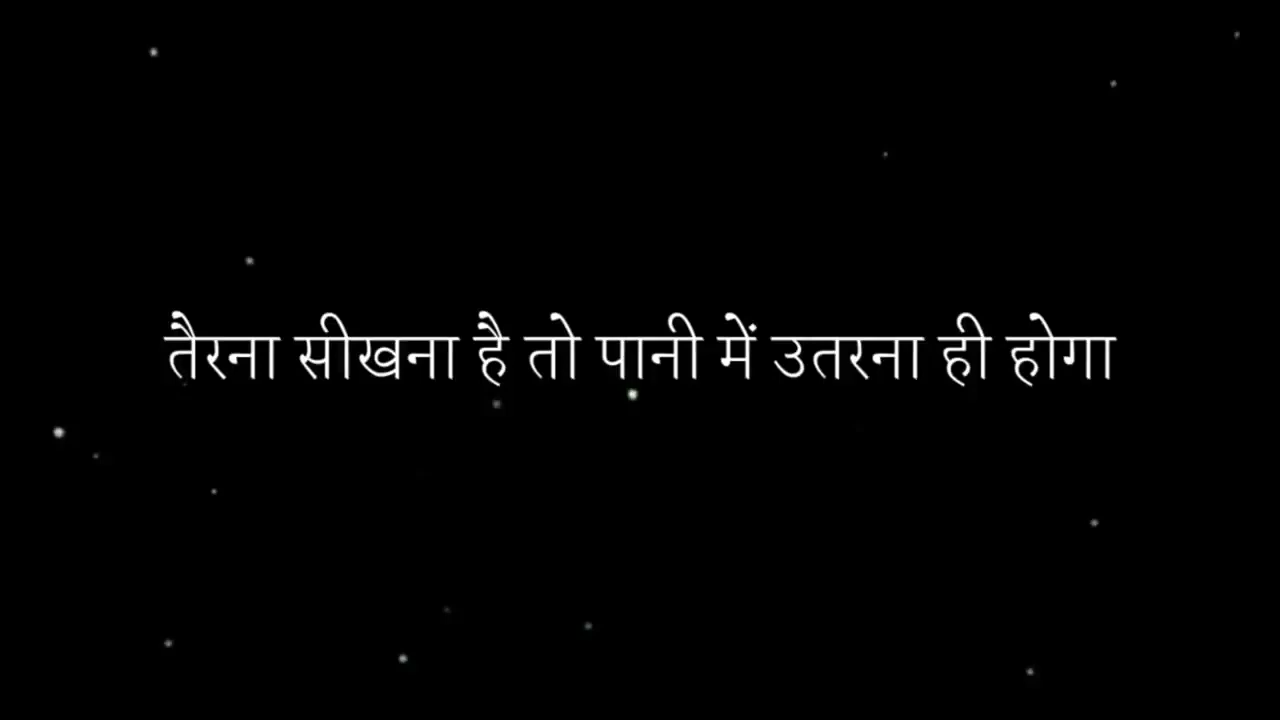 तैरना सीखना है तो पानी में उतरना ही होगा